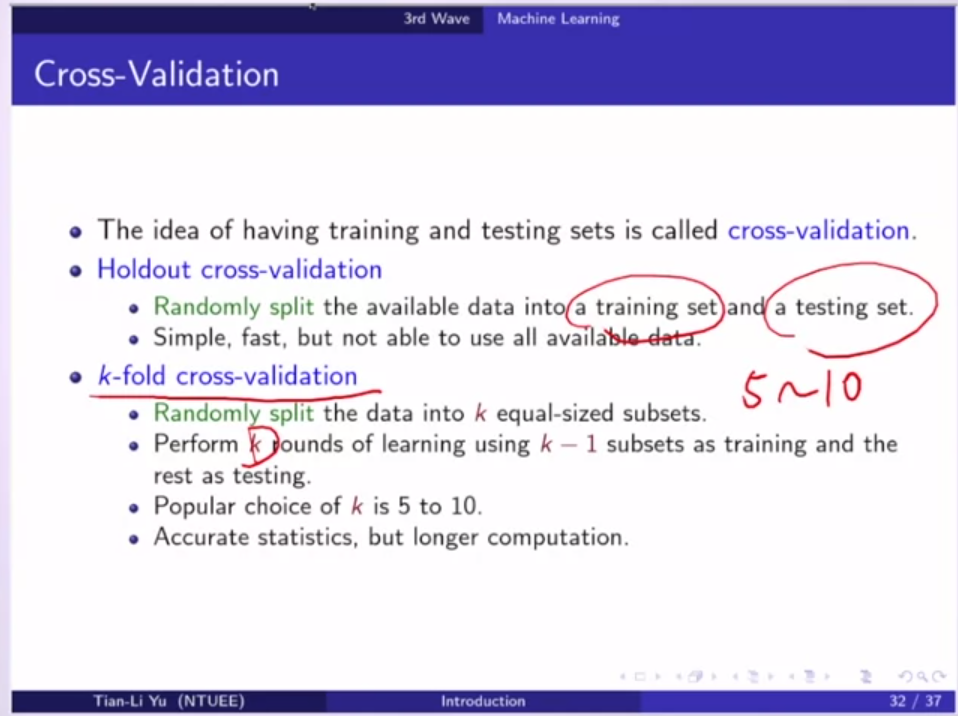 3rd Wave Machine Learning
Cross-Validation
The idea of having training and testing sets is called cross-validation.
Holdout cross-validation
Randomly split the available data into a training set and a testing set.
Simple, fast, but not able to use all available data.
k-fold cross-validation
5 ~ 10
Randomly split the data into k equal-sized subsets.
Perform k rounds of learning using k − 1 subsets as training and the
rest as testing.
Popular choice of k is 5 to 10.
Accurate statistics, but longer computation.
Tian-Li Yu (NTUEE) Introduction 32 / 37